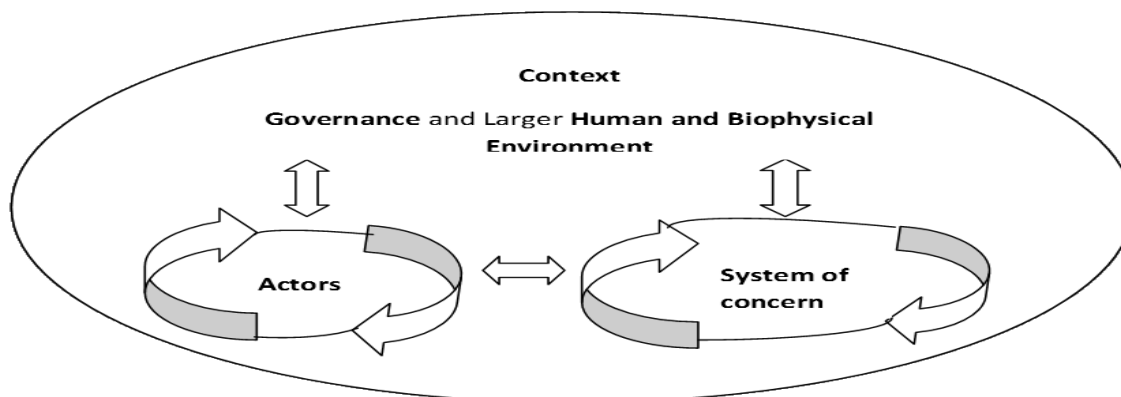 Context
Governance and Larger Human and Biophysical
Environment
Actors
System of
concern